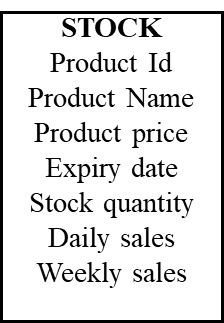 STOCK
Product Id
Product Name
Product price
Expiry date
Stock quantity
Daily sales
Weekly sales